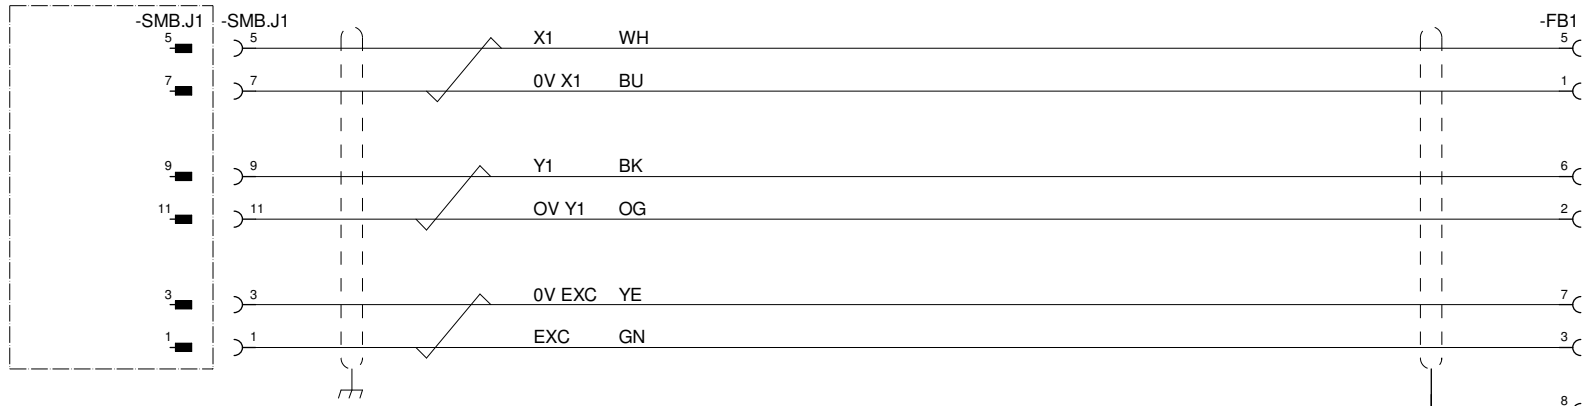 -SMB.J1 -SMB.J1 -FB1
5 5 X1 WH 5
7 7 0V X1 BU 1
9 9 Y1 BK 6
11 11 OV Y1 OG 2
3 3 0V EXC YE 7
1 1 EXC GN 3
8